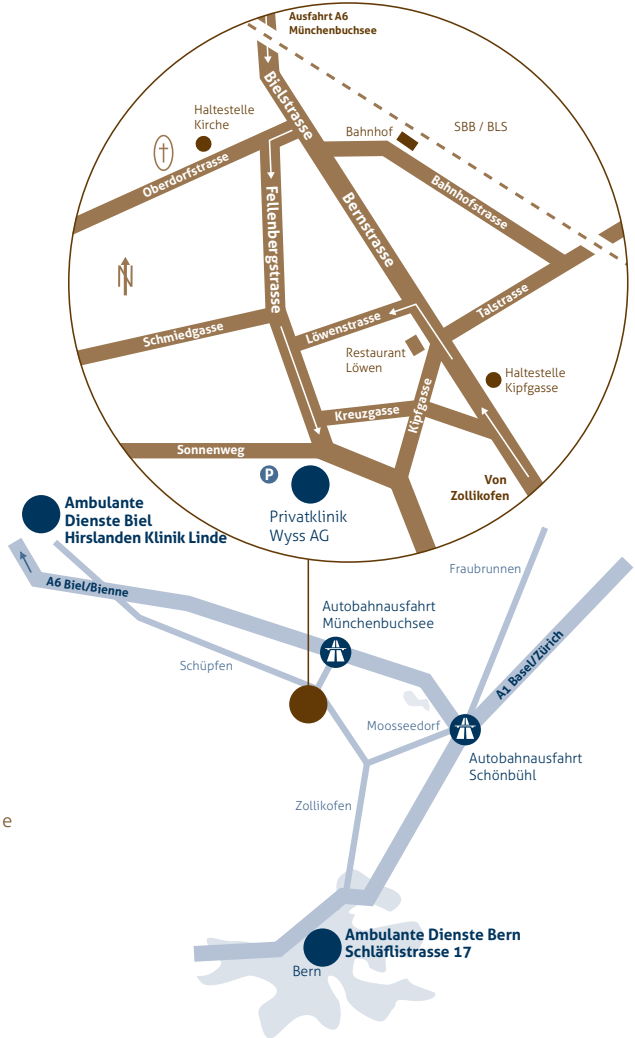 Ausfahrt A6
Münchenbuchsee
Bielstrasse
Haltestelle
Kirche
Bahnhof
SBB / BLS
Oberdorfstrasse
Bahnhofstrasse
Fellenbergstrasse
Bernstrasse
N
Talstrasse
Schmiedgasse
Löwenstrasse
Restaurant
Löwen
Haltestelle
Kipfgasse
Kipfgasse
Kreuzgasse
Sonnenweg
P
Von
Zollikofen
Privatklinik
Wyss AG
Ambulante
Dienste Biel
Hirslanden Klinik Linde
A6 Biel/Bienne
Fraubrunnen
Autobahnausfahrt
Münchenbuchsee
A1 Basel/Zürich
Schüpfen
Moosseedorf
Autobahnausfahrt
Schönbühl
Zollikofen
e
Ambulante Dienste Bern
Schläflistrasse 17
Bern